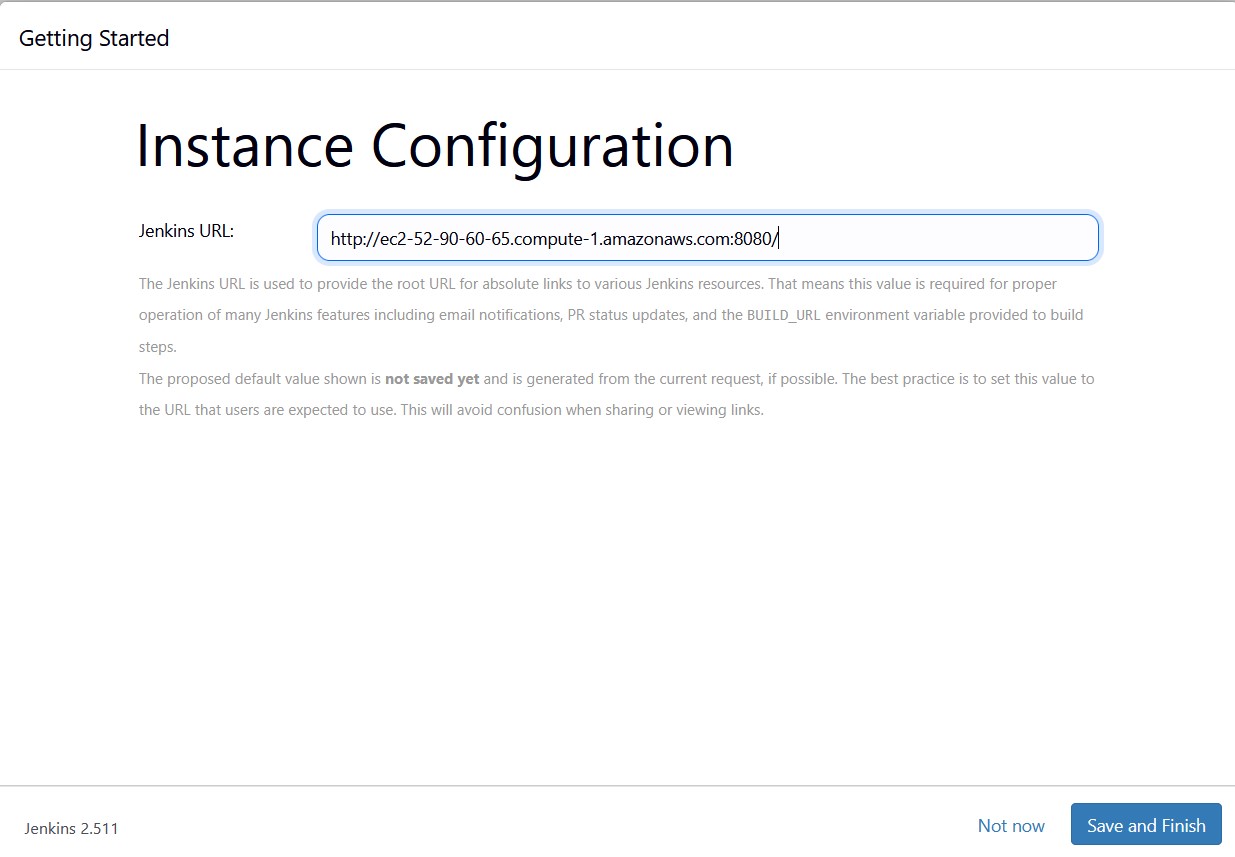 Getting Started
Instance Configuration
Jenkins URL:
http://ec2-52-90-60-65.compute-1.amazonaws.com:8080/
The Jenkins URL is used to provide the root URL for absolute links to various Jenkins resources. That means this value is required for proper
operation of many Jenkins features including email notifications, PR status updates, and the BUILD_URL environment variable provided to build
steps.
The proposed default value shown is not saved yet and is generated from the current request, if possible. The best practice is to set this value to
the URL that users are expected to use. This will avoid confusion when sharing or viewing links.
Jenkins 2.511
Not now
Save and Finish